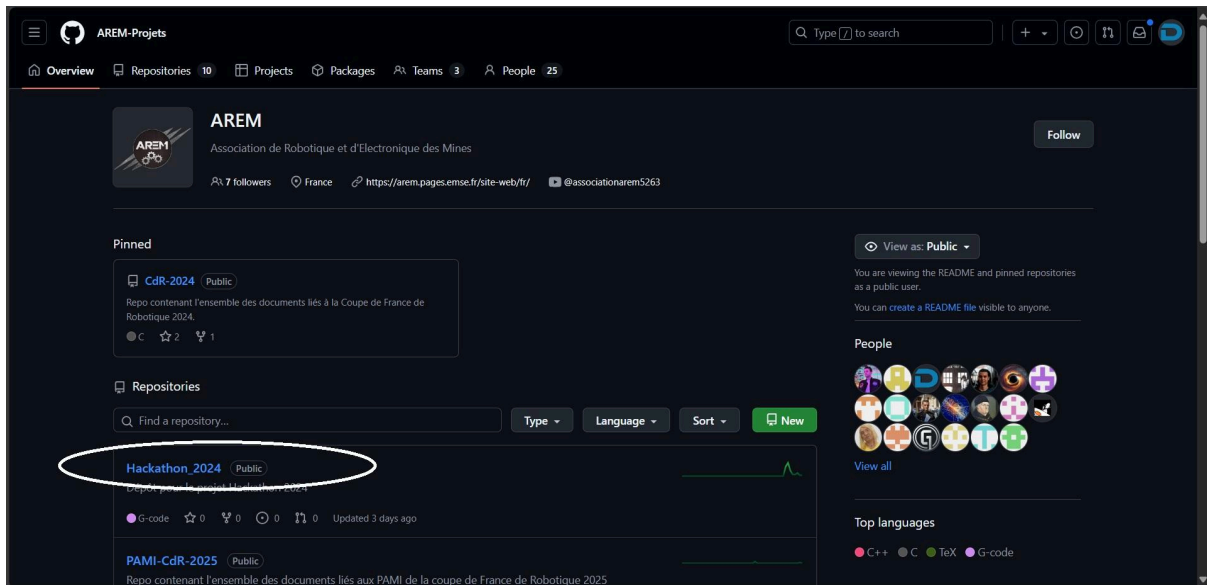 AREM-Projets
Type / to search
Overview Repositories 10 Projects Packages Teams 3 People 25
AREM
AREM
Association de Robotique et d'Electronique des Mines
Follow
7 followers France https://arem.pages.emse.fr/site-web/fr/ @associationarem5263
Pinned
View as: Public
CdR-2024 Public
Repo contenant l'ensemble des documents liés à la Coupe de France de
Robotique 2024.
C 2 1
You are viewing the README and pinned repositories
as a public user.
You can create a README file visible to anyone.
People
View all
Repositories
Find a repository...
Type Language Sort New
Hackathon_2024 Public
Dépôt pour le projet Hackathon 2024
G-code 0 0 0 0 Updated 3 days ago
Top languages
C++ C TeX G-code
PAMI-CdR-2025 Public
Repo contenant l'ensemble des documents liés aux PAMI de la coupe de France de Robotique 2025